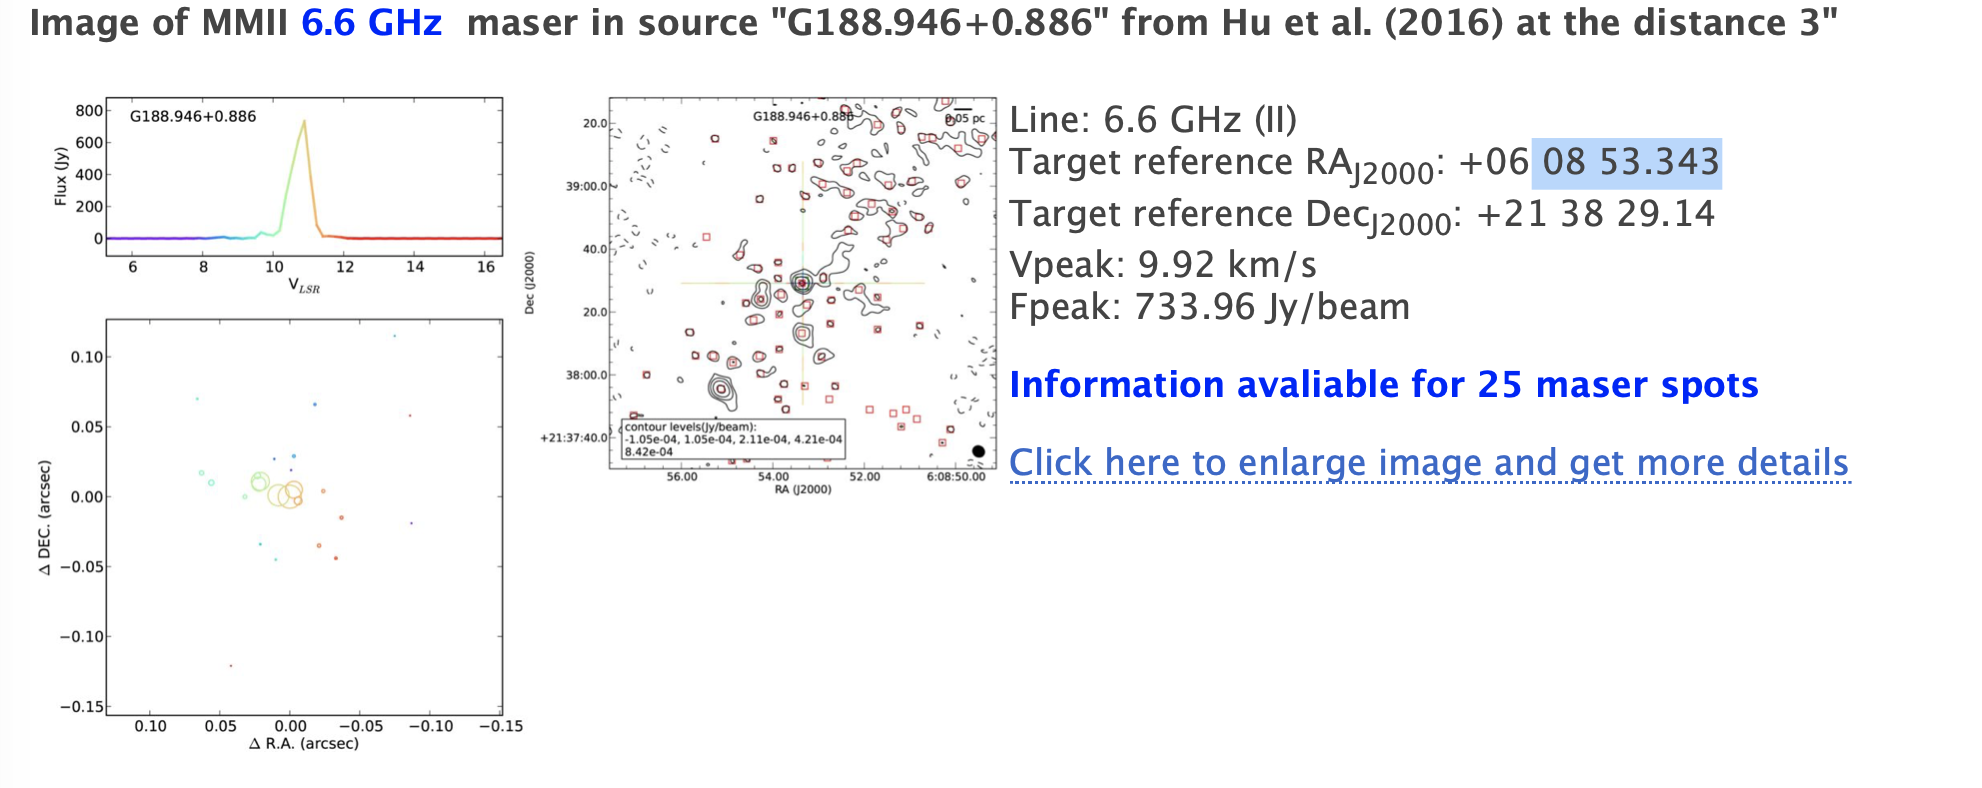 Image of MMII 6.6 GHz maser in source "G188.946+0.886" from Hu et al. (2016) at the distance 3"
G188.946+0.886
800
600
400
200
0
Flux (Jy)
6 8 10 12 14 16
V_LSR
0.10
0.05
0.00
−0.05
−0.10
−0.15
Δ DEC. (arcsec)
0.10 0.05 0.00 −0.05 −0.10 −0.15
Δ R.A. (arcsec)
G188.946+0.886
0.05 pc
20.0
39:00.0
40.0
20.0
38:00.0
+21:37:40.0
Dec (J2000)
contour levels(Jy/beam):
-1.05e-04, 1.05e-04, 2.11e-04, 4.21e-04
8.42e-04
56.00 54.00 52.00 6:08:50.00
RA (J2000)
Line: 6.6 GHz (II)
Target reference RAJ2000: +06 08 53.343
Target reference DecJ2000: +21 38 29.14
Vpeak: 9.92 km/s
Fpeak: 733.96 Jy/beam
Information avaliable for 25 maser spots
Click here to enlarge image and get more details